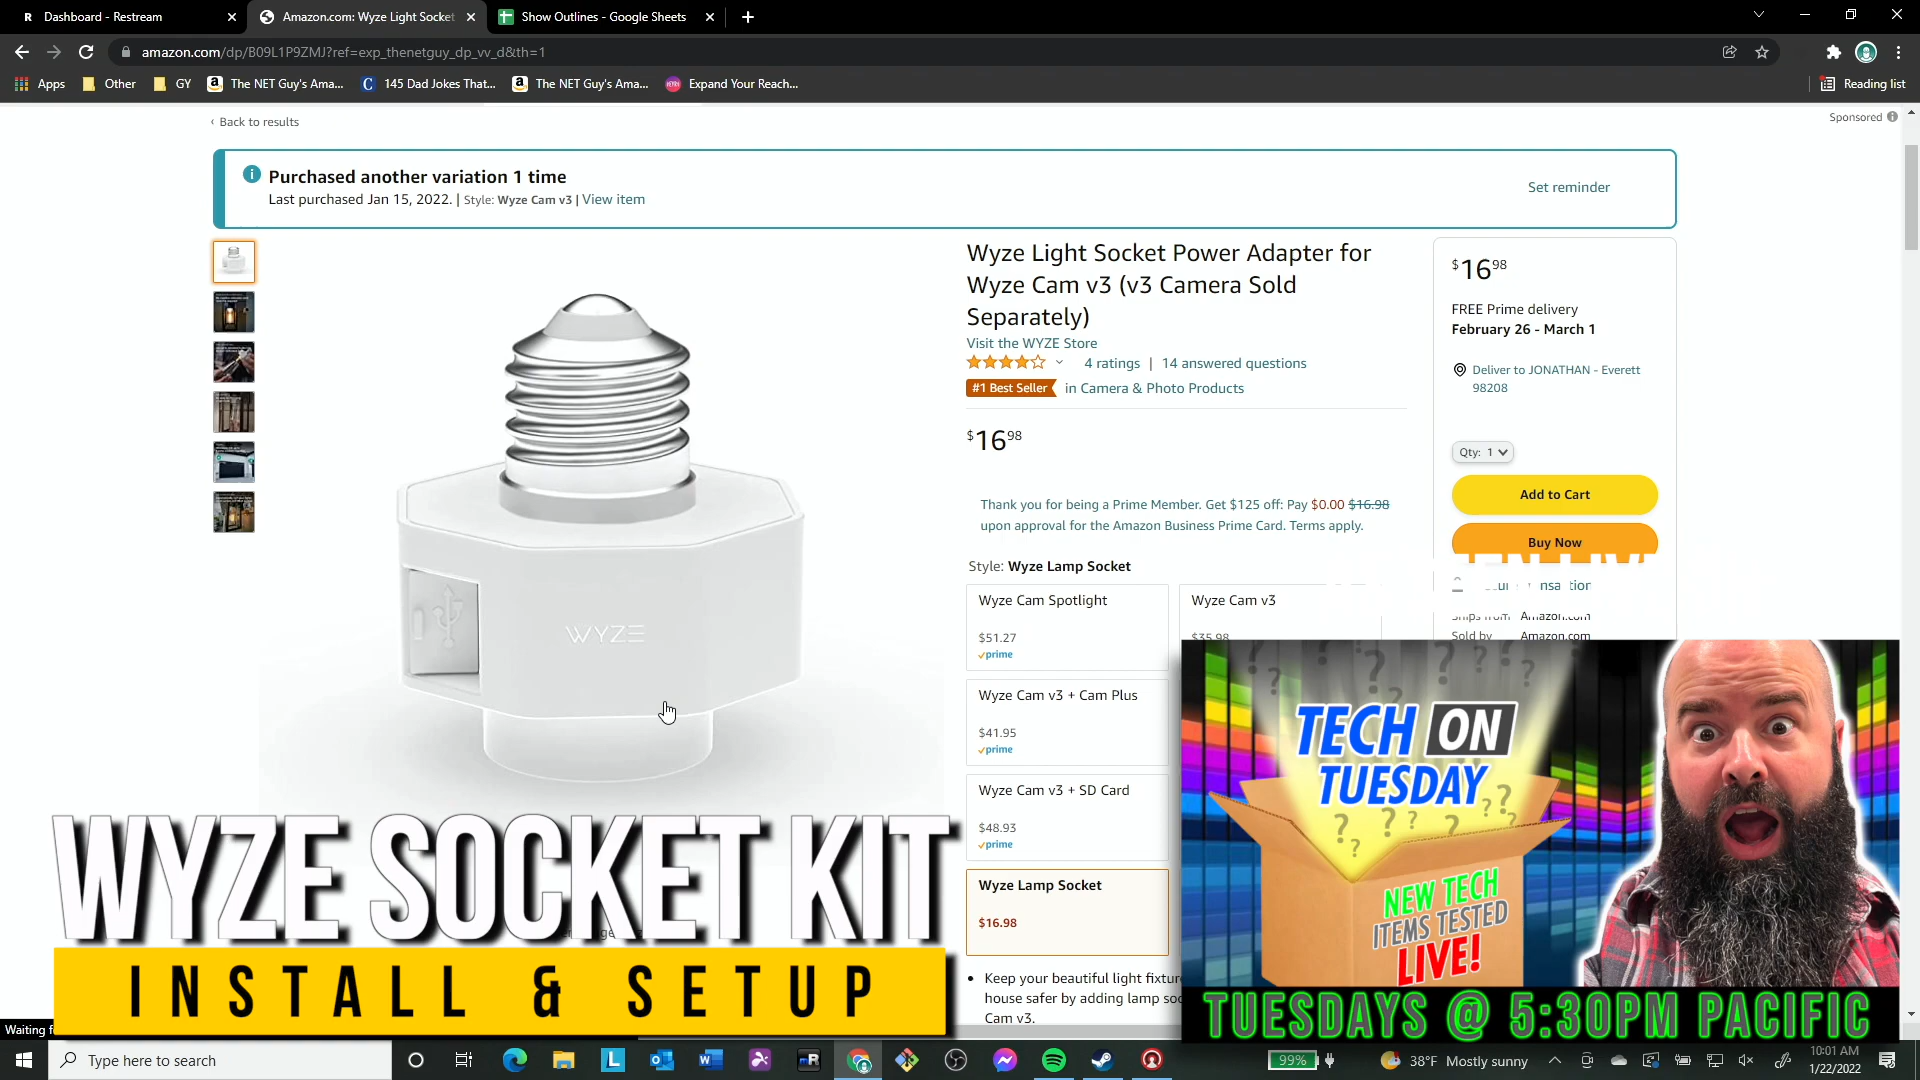 Dashboard - Restream
Amazon.com: Wyze Light Socket
Show Outlines - Google Sheets
amazon.com/dp/B09L1P9ZMJ?ref=exp_thenetguy_dp_vv_d&th=1
Apps
Other
GY
The NET Guy's Ama...
145 Dad Jokes That...
The NET Guy's Ama...
Expand Your Reach...
Reading list
‹ Back to results
Sponsored
Purchased another variation 1 time
Last purchased Jan 15, 2022. | Style: Wyze Cam v3 | View item
Set reminder
Wyze Light Socket Power Adapter for
Wyze Cam v3 (v3 Camera Sold
Separately)
Visit the WYZE Store
4 ratings | 14 answered questions
#1 Best Seller in Camera & Photo Products
$16 98
Thank you for being a Prime Member. Get $125 off: Pay $0.00 $16.98
upon approval for the Amazon Business Prime Card. Terms apply.
Style: Wyze Lamp Socket
Wyze Cam Spotlight
$51.27
prime
Wyze Cam v3
$35.98
Wyze Cam v3 + Cam Plus
$41.95
prime
Wyze Cam v3 + SD Card
$48.93
prime
Wyze Lamp Socket
$16.98
• Keep your beautiful light
house safer by adding lamp
Cam v3.
$16 98
FREE Prime delivery
February 26 - March 1
Deliver to JONATHAN - Everett
98208
Qty: 1
Add to Cart
Buy Now
Ships from Amazon.com
Sold by Amazon.com
WYZE
WYZE SOCKET KIT
INSTALL & SETUP
TECH ON
TUESDAY
NEW TECH
ITEMS TESTED
LIVE!
TUESDAYS @ 5:30PM PACIFIC
Waiting
Type here to search
99%
38°F Mostly sunny
10:01 AM
1/22/2022